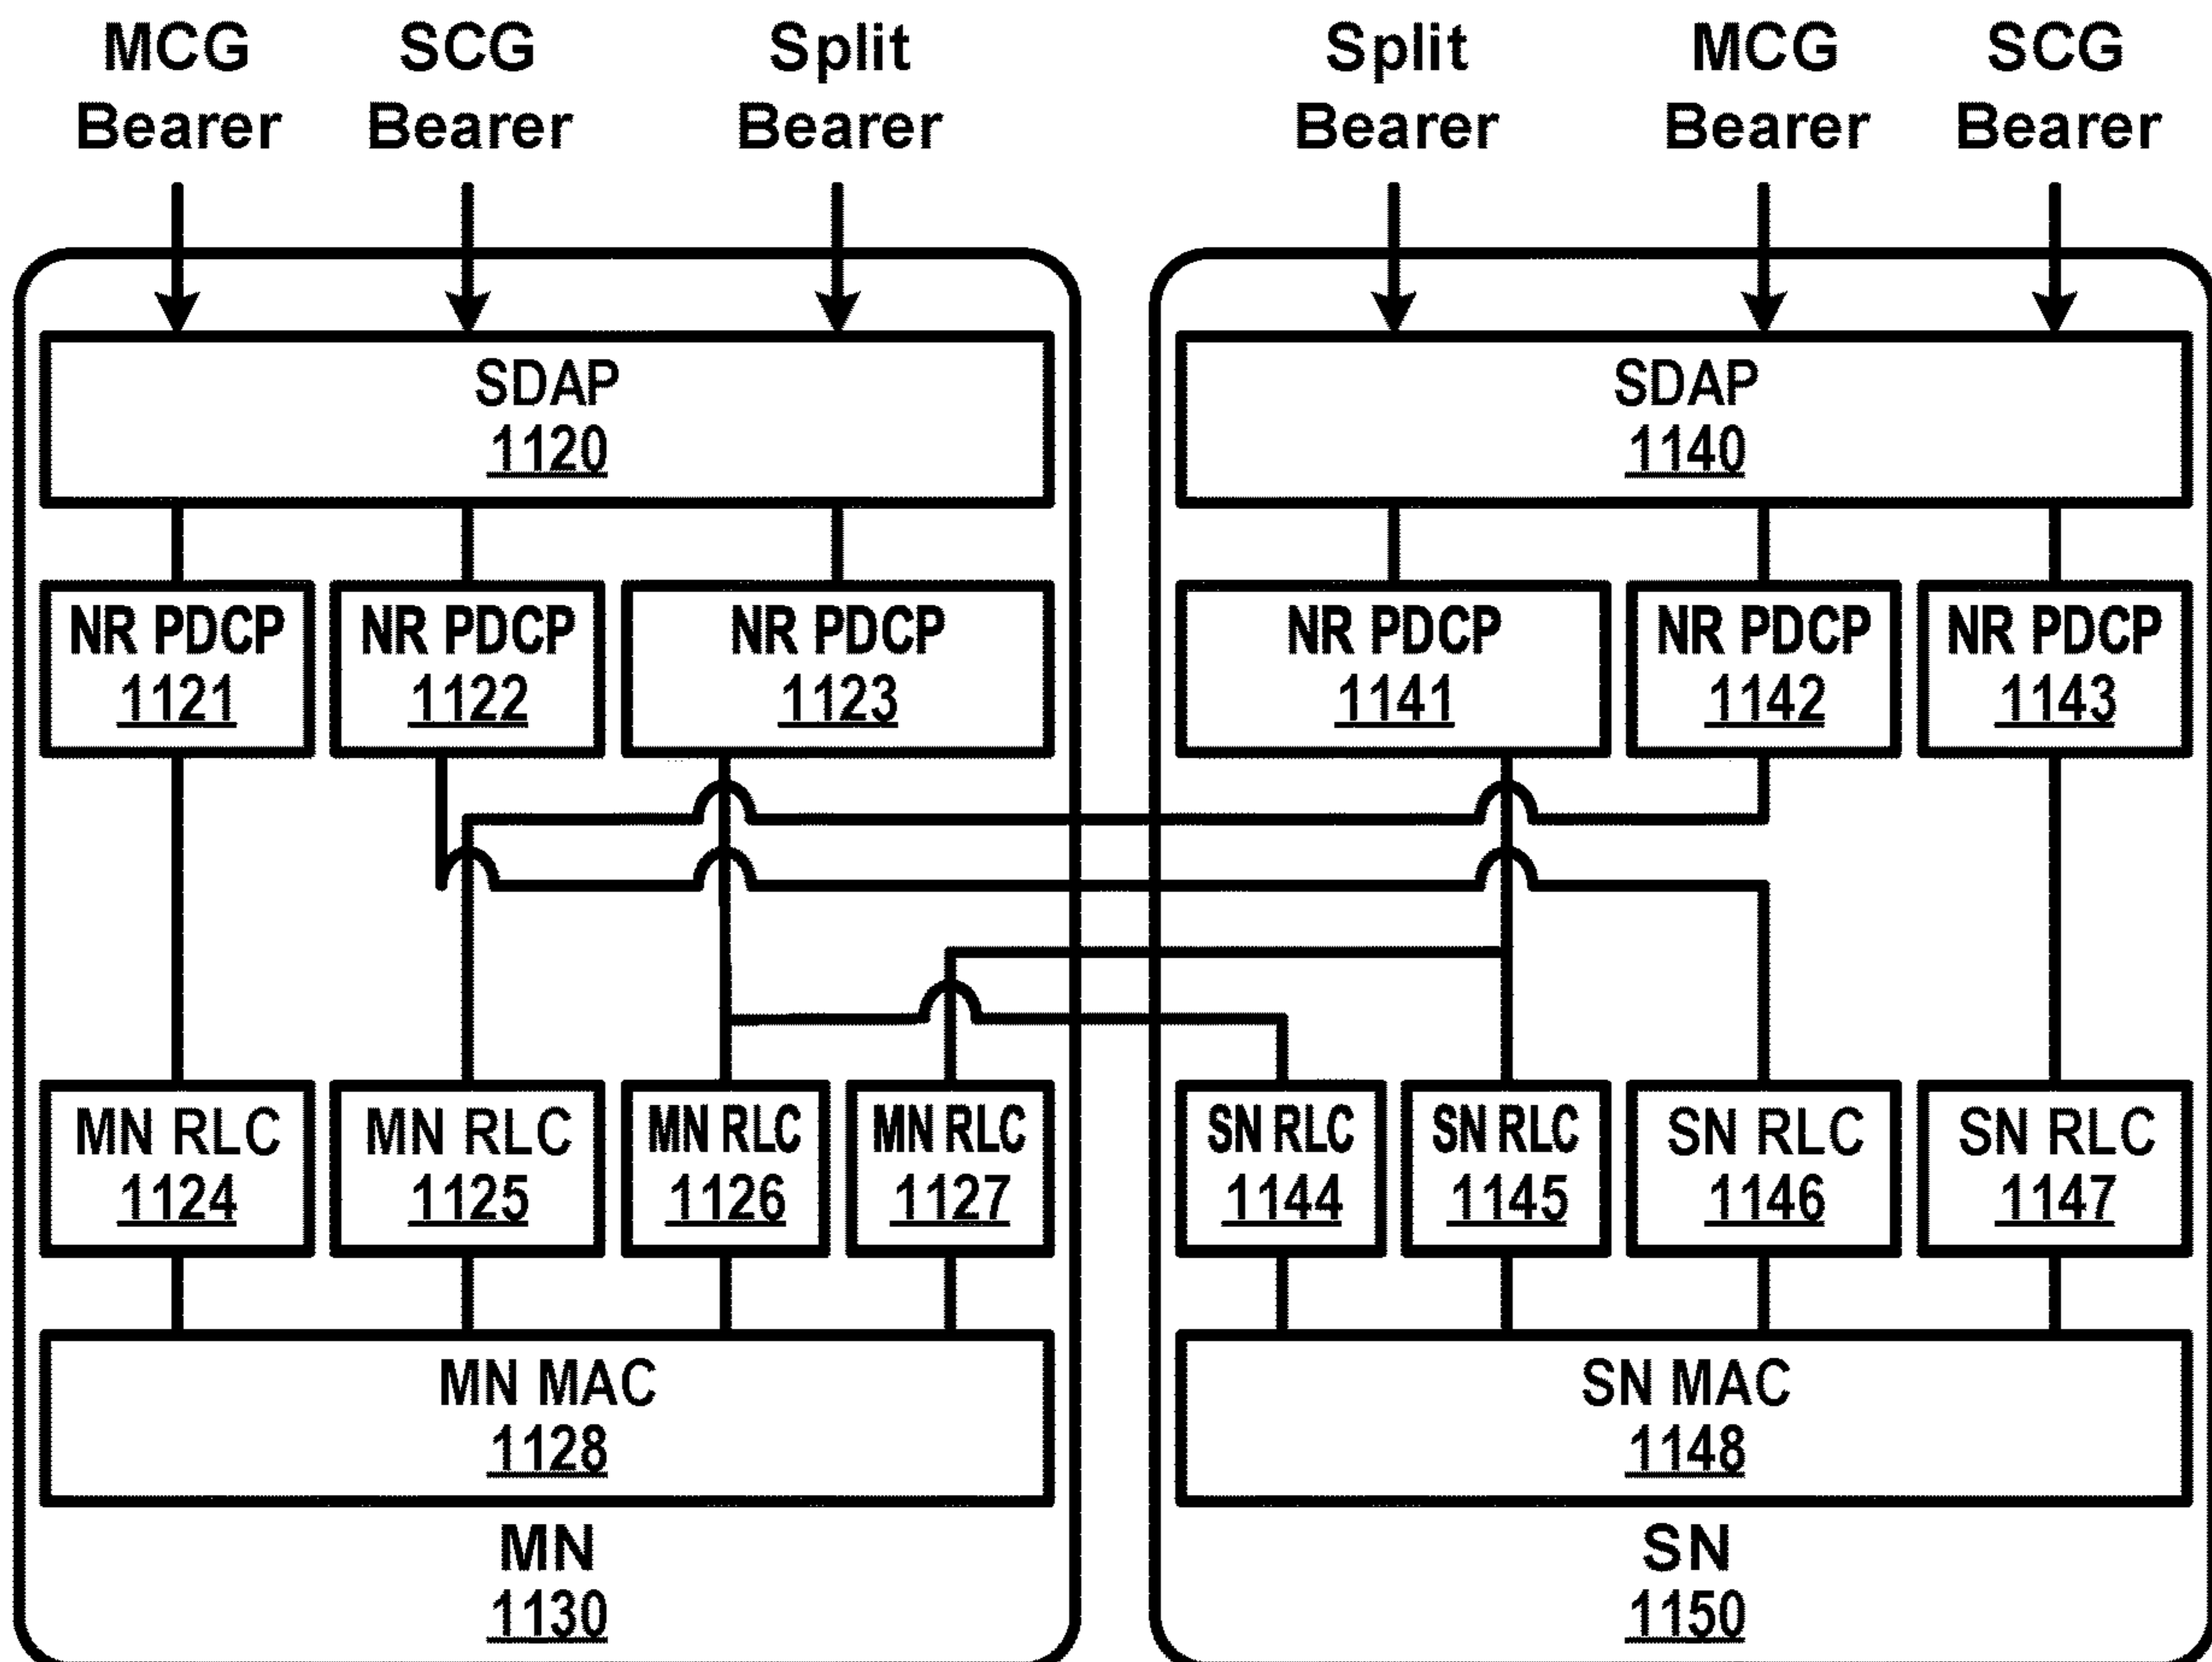 MCG Bearer
SCG Bearer
Split Bearer
Split Bearer
MCG Bearer
SCG Bearer
SDAP
1120
SDAP
1140
NR PDCP
1121
NR PDCP
1122
NR PDCP
1123
NR PDCP
1141
NR PDCP
1142
NR PDCP
1143
MN RLC
1124
MN RLC
1125
MN RLC
1126
MN RLC
1127
SN RLC
1144
SN RLC
1145
SN RLC
1146
SN RLC
1147
MN MAC
1128
SN MAC
1148
MN
1130
SN
1150